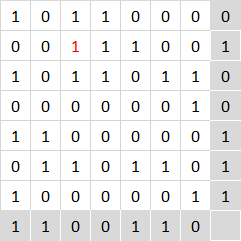 1 0 1 1 0 0 0 0
0 0 1 1 1 0 0 1
1 0 1 1 0 1 1 0
0 0 0 0 0 0 1 0
1 1 0 0 0 0 0 1
0 1 1 0 1 1 0 1
1 0 0 0 0 0 1 1
1 1 0 0 1 1 0